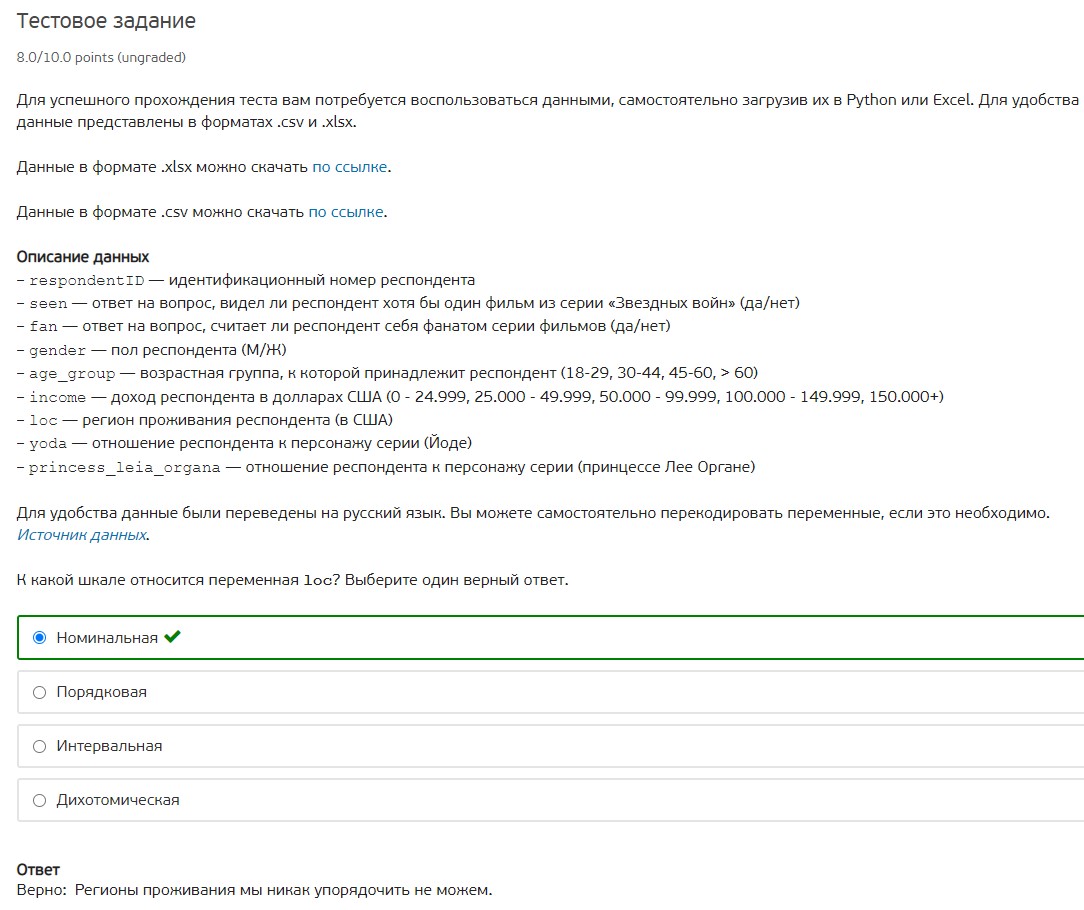 Тестовое задание
8.0/10.0 points (ungraded)
Для успешного прохождения теста вам потребуется воспользоваться данными, самостоятельно загрузив их в Python или Excel. Для удобства
данные представлены в форматах .csv и .xlsx.
Данные в формате .xlsx можно скачать по ссылке.
Данные в формате .csv можно скачать по ссылке.
Описание данных
– respondentID — идентификационный номер респондента
– seen — ответ на вопрос, видел ли респондент хотя бы один фильм из серии «Звездных войн» (да/нет)
– fan — ответ на вопрос, считает ли респондент себя фанатом серии фильмов (да/нет)
– gender — пол респондента (М/Ж)
– age_group — возрастная группа, к которой принадлежит респондент (18-29, 30-44, 45-60, > 60)
– income — доход респондента в долларах США (0 - 24.999, 25.000 - 49.999, 50.000 - 99.999, 100.000 - 149.999, 150.000+)
– loc — регион проживания респондента (в США)
– yoda — отношение респондента к персонажу серии (Йоде)
– princess_leia_organa — отношение респондента к персонажу серии (принцессе Лее Органе)
Для удобства данные были переведены на русский язык. Вы можете самостоятельно перекодировать переменные, если это необходимо.
Источник данных.
К какой шкале относится переменная loc? Выберите один верный ответ.
Номинальная
Порядковая
Интервальная
Дихотомическая
Ответ
Верно: Регионы проживания мы никак упорядочить не можем.